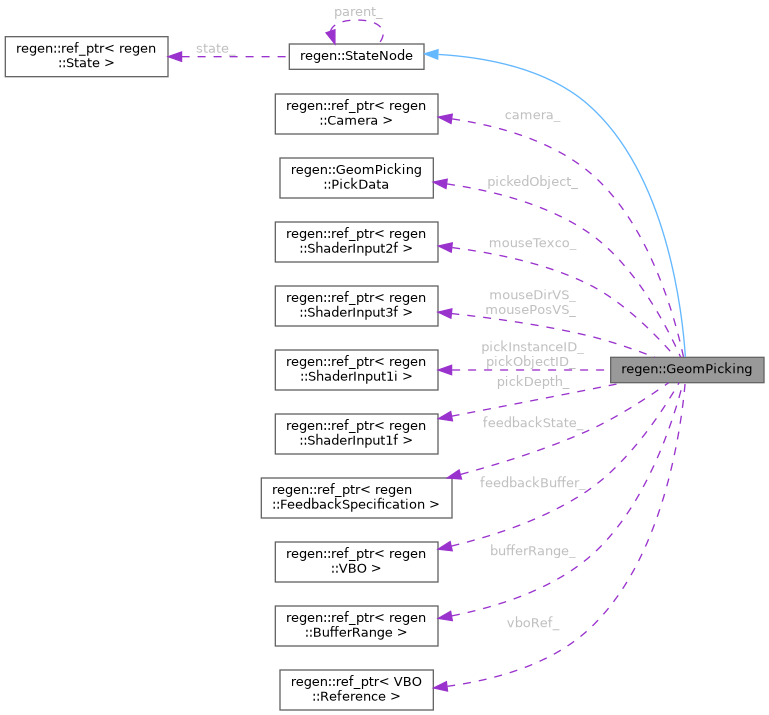 parent_
regen::ref_ptr< regen
::State >
state_
regen::StateNode
regen::ref_ptr< regen
::Camera >
camera_
regen::GeomPicking
::PickData
pickedObject_
regen::ref_ptr< regen
::ShaderInput2f >
mouseTexco_
regen::ref_ptr< regen
::ShaderInput3f >
mouseDirVS_
mousePosVS_
regen::ref_ptr< regen
::ShaderInput1i >
pickInstanceID_
pickObjectID_
regen::GeomPicking
pickDepth_
regen::ref_ptr< regen
::ShaderInput1f >
feedbackState_
regen::ref_ptr< regen
::FeedbackSpecification >
feedbackBuffer_
regen::ref_ptr< regen
::VBO >
bufferRange_
regen::ref_ptr< regen
::BufferRange >
vboRef_
regen::ref_ptr< VBO
::Reference >